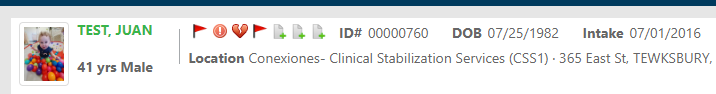 TEST, JUAN ID# 00000760 DOB 07/25/1982 Intake 07/01/2016
41 yrs Male Location Conexiones- Clinical Stabilization Services (CSS1) · 365 East St, TEWKSBURY,